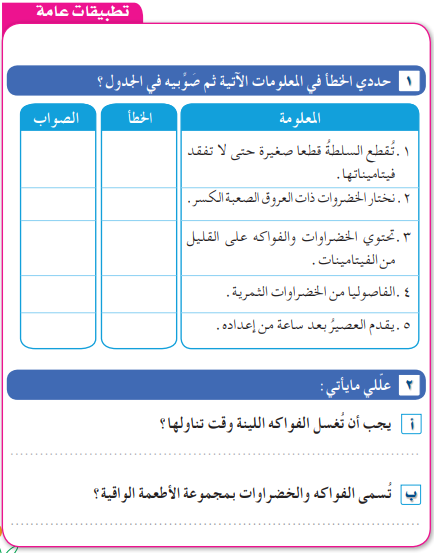 تطبيقات عامة
١ حددي الخطأ في المعلومات الآتية ثم صَوِّبيه في الجدول؟
المعلومة الخطأ الصواب
١. تُقطع السلطةُ قطعا صغيرة حتى لا تفقد
فيتاميناتها.
٢. نختار الخضروات ذات العروق الصعبة الكسر.
٣. تحتوي الخضراوات والفواكه على القليل
من الفيتامينات.
٤. الفاصوليا من الخضراوات الثمرية.
٥. يقدم العصيرُ بعد ساعة من إعداده.
٢ علّلي مايأتي:
أ يجب أن تُغسل الفواكه اللينة وقت تناولها؟
ب تُسمى الفواكه والخضراوات بمجموعة الأطعمة الواقية؟